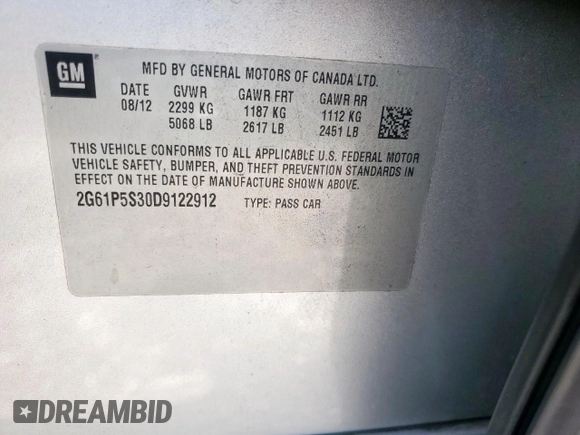 GM
MFD BY GENERAL MOTORS OF CANADA LTD.
DATE GVWR GAWR FRT GAWR RR
08/12 2299 KG 1187 KG 1112 KG
5068 LB 2617 LB 2451 LB
THIS VEHICLE CONFORMS TO ALL APPLICABLE U.S. FEDERAL MOTOR
VEHICLE SAFETY, BUMPER, AND THEFT PREVENTION STANDARDS IN
EFFECT ON THE DATE OF MANUFACTURE SHOWN ABOVE.
2G61P5S30D9122912 TYPE: PASS CAR
DREAMBID